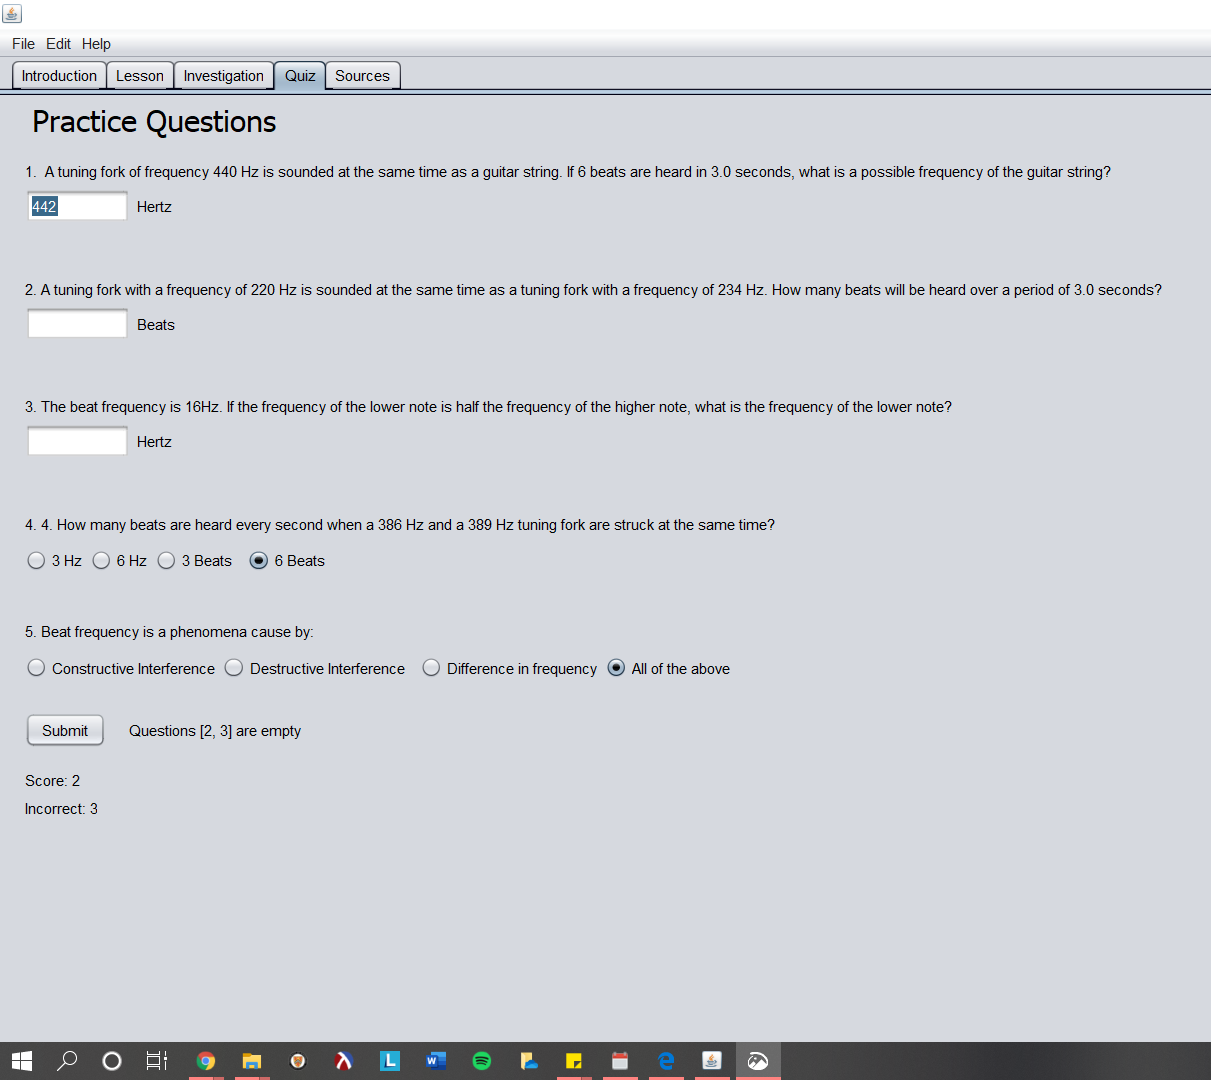 File Edit Help
Introduction Lesson Investigation Quiz Sources
Practice Questions
1. A tuning fork of frequency 440 Hz is sounded at the same time as a guitar string. If 6 beats are heard in 3.0 seconds, what is a possible frequency of the guitar string?
442 Hertz
2. A tuning fork with a frequency of 220 Hz is sounded at the same time as a tuning fork with a frequency of 234 Hz. How many beats will be heard over a period of 3.0 seconds?
Beats
3. The beat frequency is 16Hz. If the frequency of the lower note is half the frequency of the higher note, what is the frequency of the lower note?
Hertz
4. 4. How many beats are heard every second when a 386 Hz and a 389 Hz tuning fork are struck at the same time?
3 Hz 6 Hz 3 Beats 6 Beats
5. Beat frequency is a phenomena cause by:
Constructive Interference Destructive Interference Difference in frequency All of the above
Submit Questions [2, 3] are empty
Score: 2
Incorrect: 3
L W